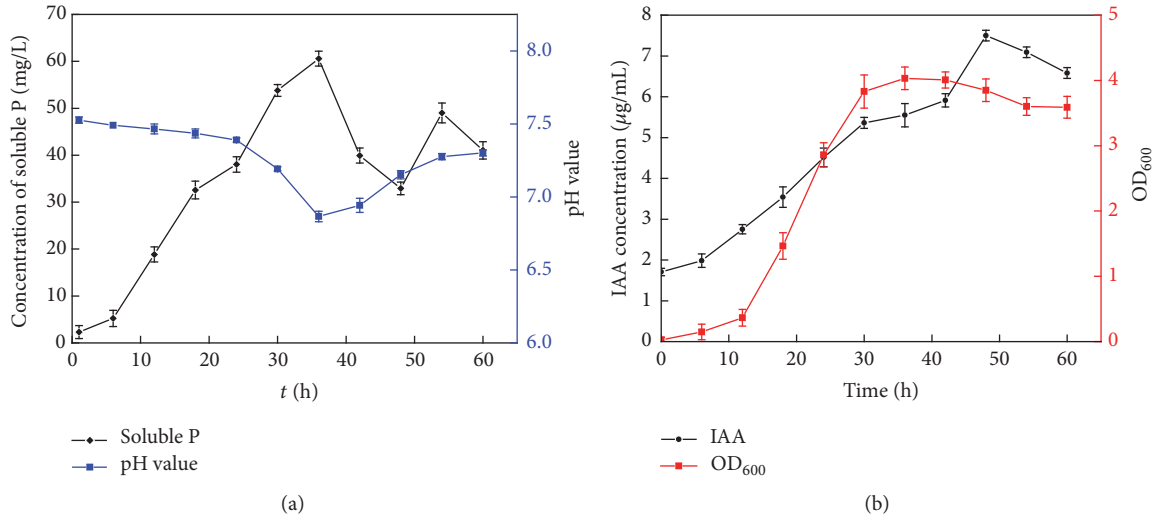 Concentration of soluble P (mg/L)
70
60
50
40
30
20
10
0
0 10 20 30 40 50 60
t (h)
8.0
7.5
7.0
6.5
6.0
pH value
Soluble P
pH value
(a)
IAA concentration (µg/mL)
8
7
6
5
4
3
2
1
0
0 10 20 30 40 50 60
Time (h)
5
4
3
2
1
0
OD600
IAA
OD600
(b)